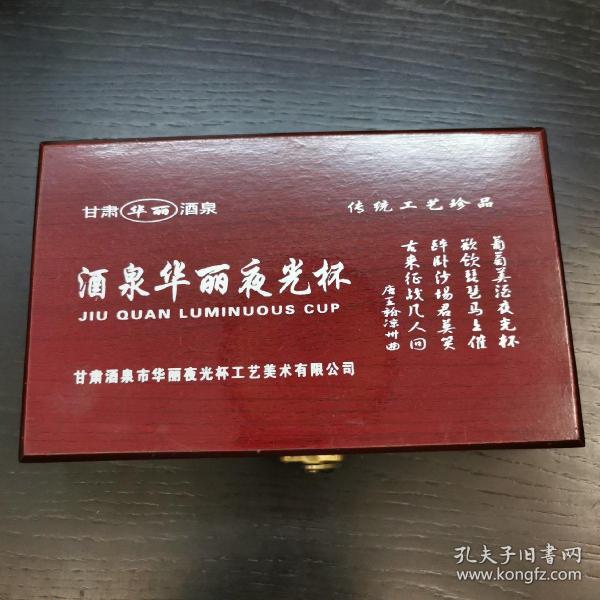 甘肃 华丽 酒泉
传统工艺珍品
酒泉华丽夜光杯
JIU QUAN LUMINUOUS CUP
甘肃酒泉市华丽夜光杯工艺美术有限公司
葡萄美酒夜光杯
欲饮琵琶马上催
醉卧沙场君莫笑
古来征战几人回
唐王翰凉州曲
孔夫子旧书网
www.kongfz.com